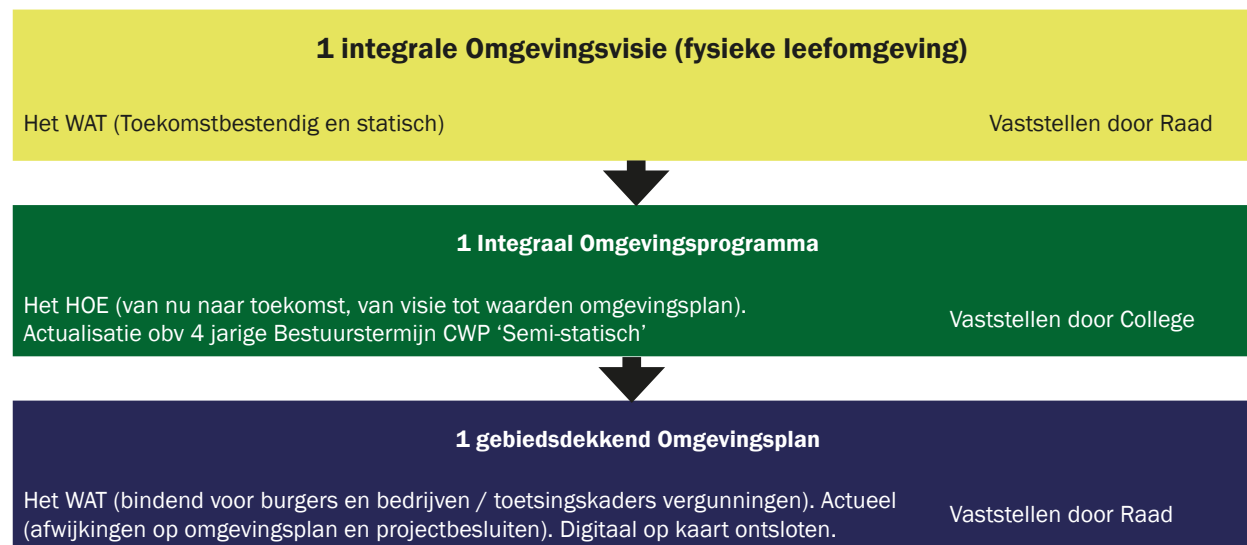 1 integrale Omgevingsvisie (fysieke leefomgeving)
Het WAT (Toekomstbestendig en statisch)
Vaststellen door Raad
1 Integraal Omgevingsprogramma
Het HOE (van nu naar toekomst, van visie tot waarden omgevingsplan).
Actualisatie obv 4 jarige Bestuurstermijn CWP ‘Semi-statisch’
Vaststellen door College
1 gebiedsdekkend Omgevingsplan
Het WAT (bindend voor burgers en bedrijven / toetsingskaders vergunningen). Actueel
(afwijkingen op omgevingsplan en projectbesluiten). Digitaal op kaart ontsloten.
Vaststellen door Raad